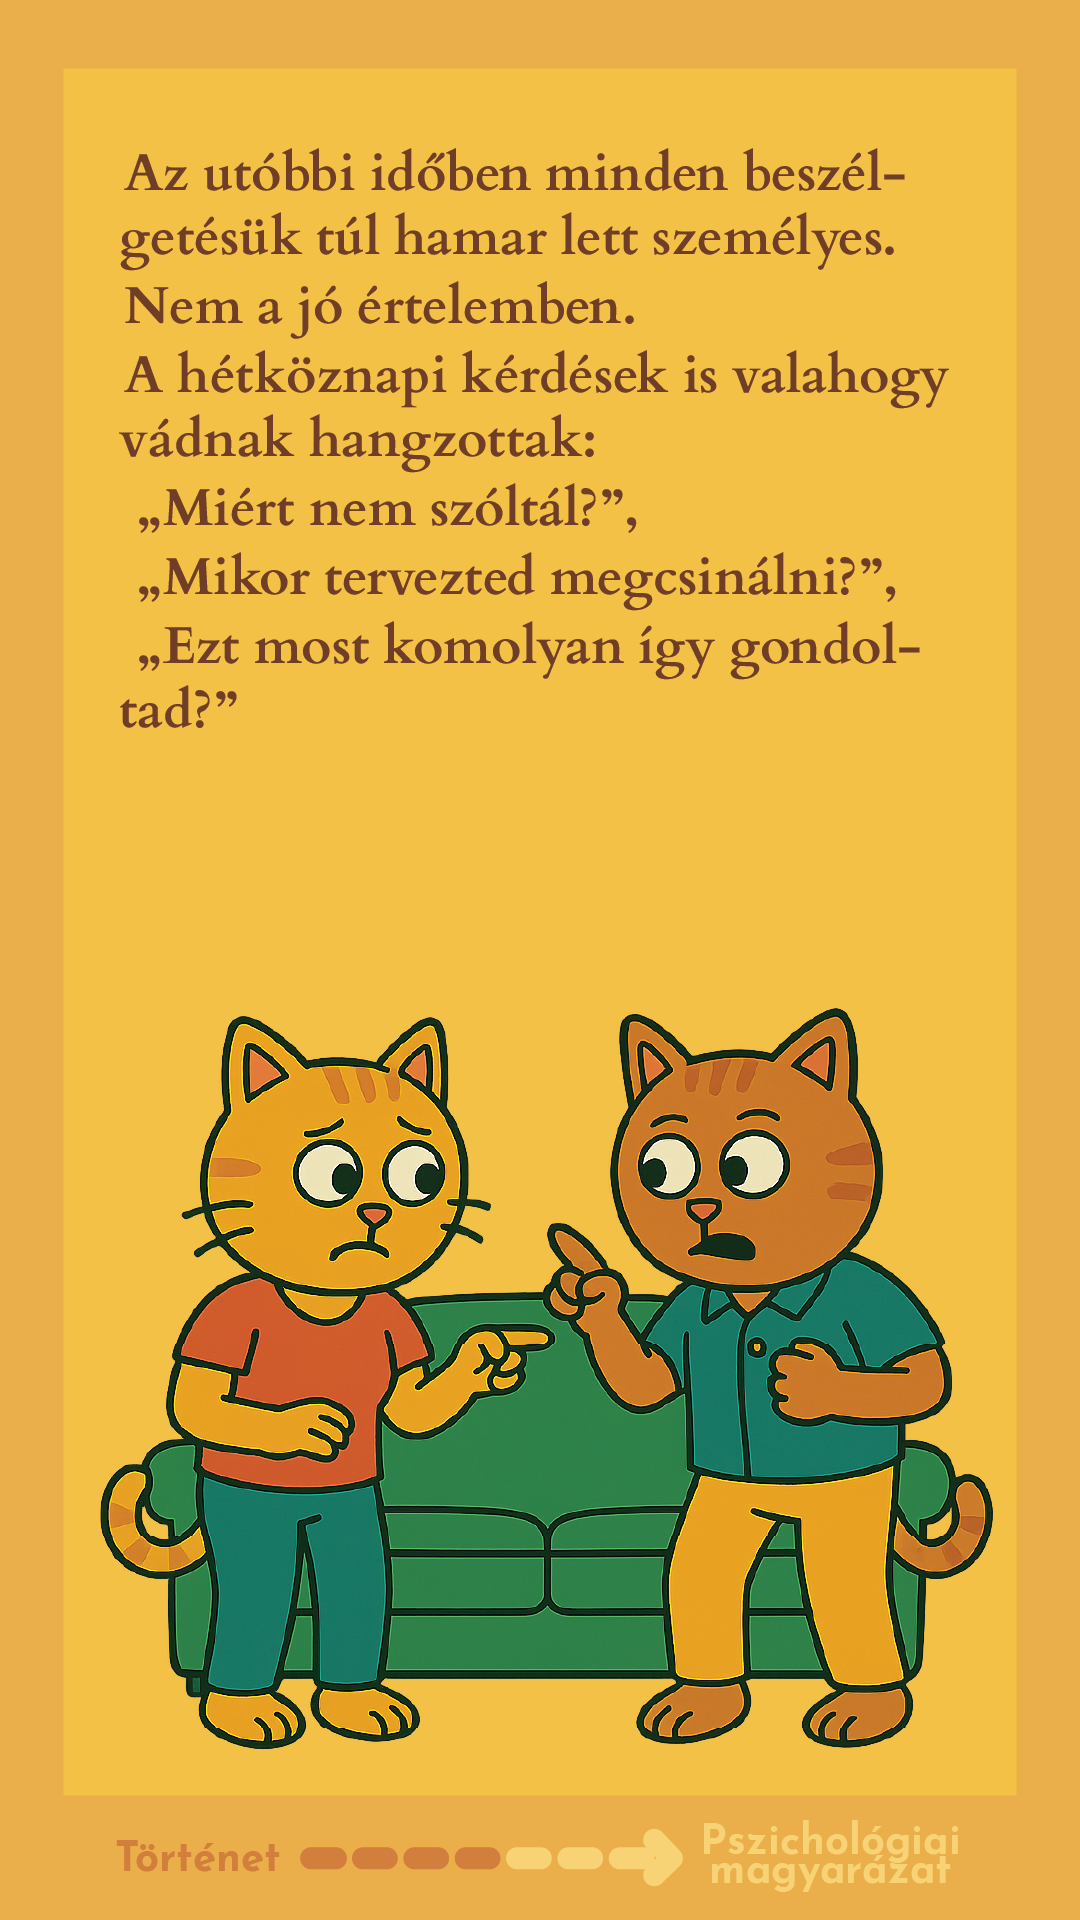 Az utóbbi időben minden beszél-
getésük túl hamar lett személyes.
Nem a jó értelemben.
A hétköznapi kérdések is valahogy
vádnak hangzottak:
„Miért nem szóltál?”,
„Mikor tervezted megcsinálni?”,
„Ezt most komolyan így gondol-
tad?”
Történet
Pszichológiai
magyarázat